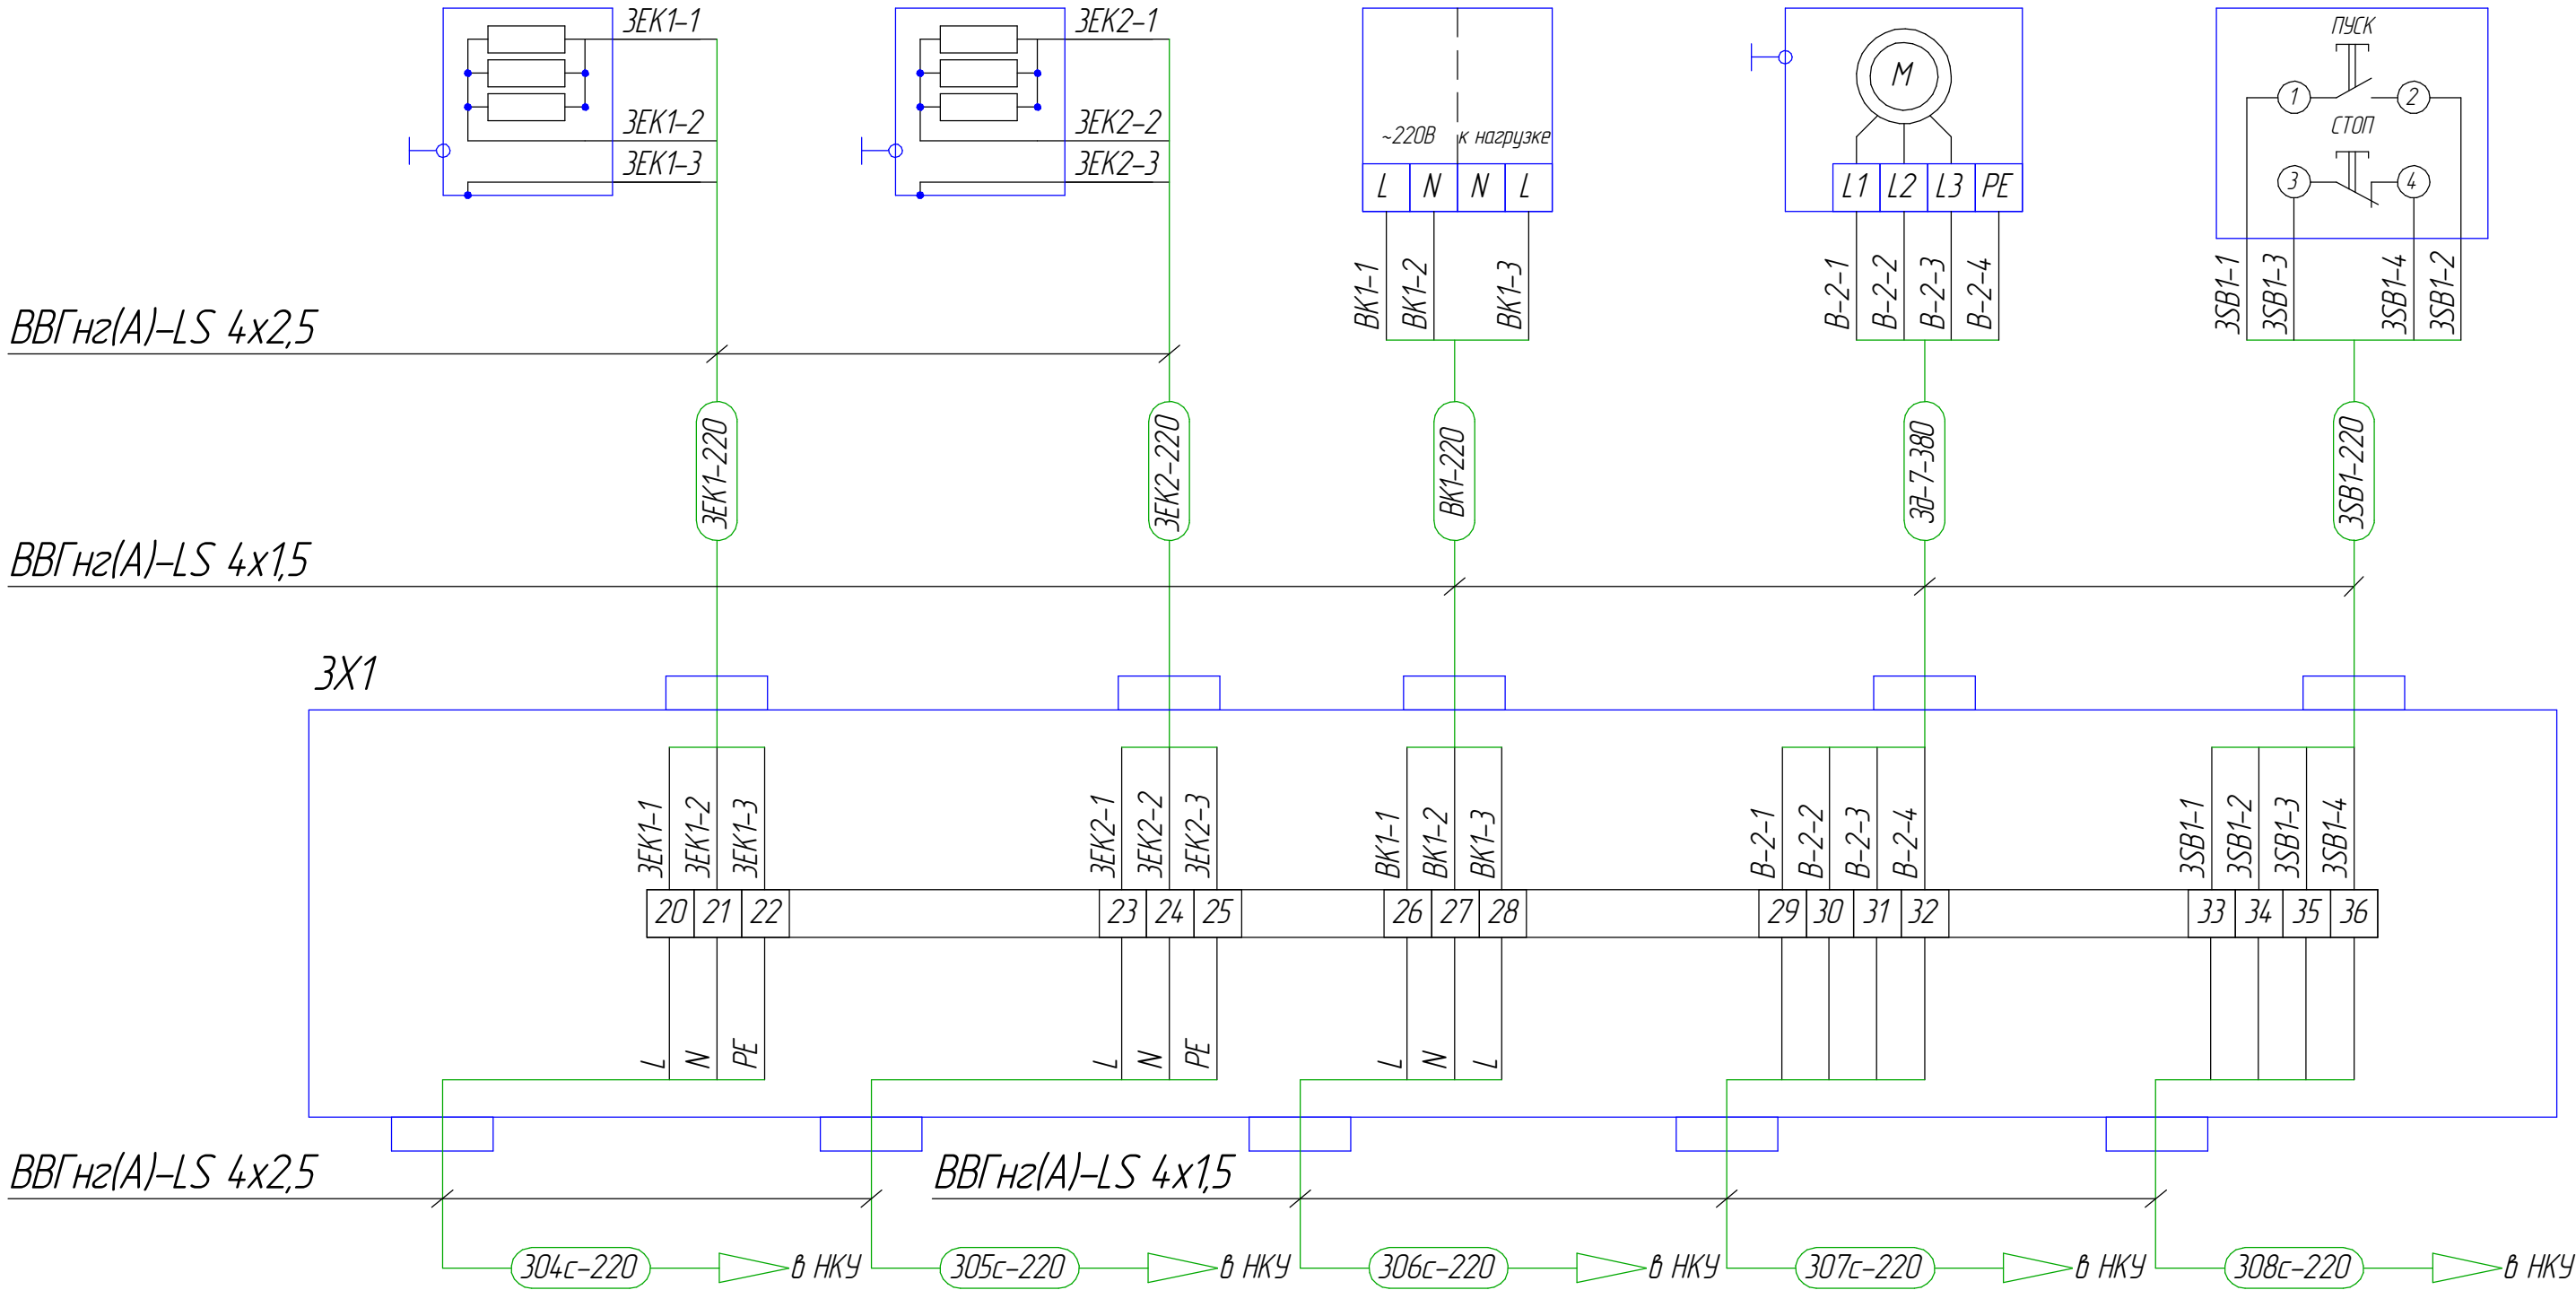 3ЕК1-1
3ЕК1-2
3ЕК1-3
3ЕК2-1
3ЕК2-2
3ЕК2-3
~220В
к нагрузке
L N N L
ВК1-1
ВК1-2
ВК1-3
М
L1 L2 L3 PE
В-2-1
В-2-2
В-2-3
В-2-4
ПУСК
1 2
СТОП
3 4
3SB1-1
3SB1-3
3SB1-4
3SB1-2
ВВГнг(А)-LS 4х2,5
3ЕК1-220
3ЕК2-220
ВК1-220
3д-7-380
3SB1-220
ВВГнг(А)-LS 4х1,5
3Х1
3ЕК1-1
3ЕК1-2
3ЕК1-3
3ЕК2-1
3ЕК2-2
3ЕК2-3
ВК1-1
ВК1-2
ВК1-3
В-2-1
В-2-2
В-2-3
В-2-4
3SB1-1
3SB1-2
3SB1-3
3SB1-4
20 21 22 23 24 25 26 27 28 29 30 31 32 33 34 35 36
L N PE
L N PE
L N L
ВВГнг(А)-LS 4х2,5
ВВГнг(А)-LS 4х1,5
304с-220 в НКУ
305с-220 в НКУ
306с-220 в НКУ
307с-220 в НКУ
308с-220 в НКУ